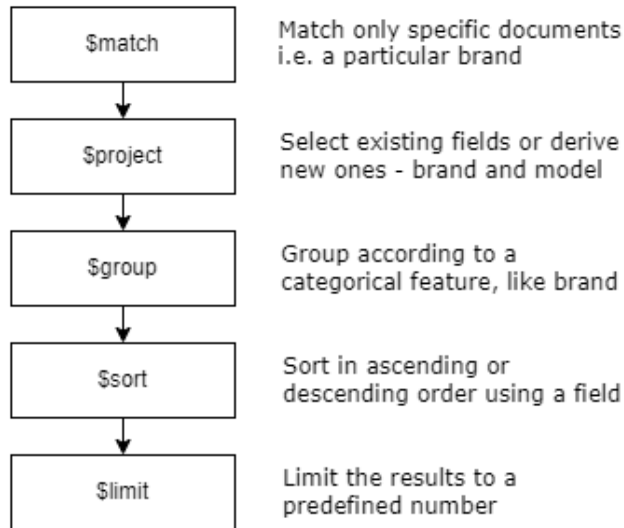 $match
Match only specific documents
i.e. a particular brand
$project
Select existing fields or derive
new ones - brand and model
$group
Group according to a
categorical feature, like brand
$sort
Sort in ascending or
descending order using a field
$limit
Limit the results to a
predefined number